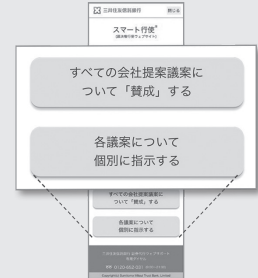 三井住友信託銀行
閉じる
スマート行使
すべての会社提案議案に
ついて「賛成」する
各議案について
個別に指示する
すべての会社提案議案に
ついて「賛成」する
各議案について
個別に指示する